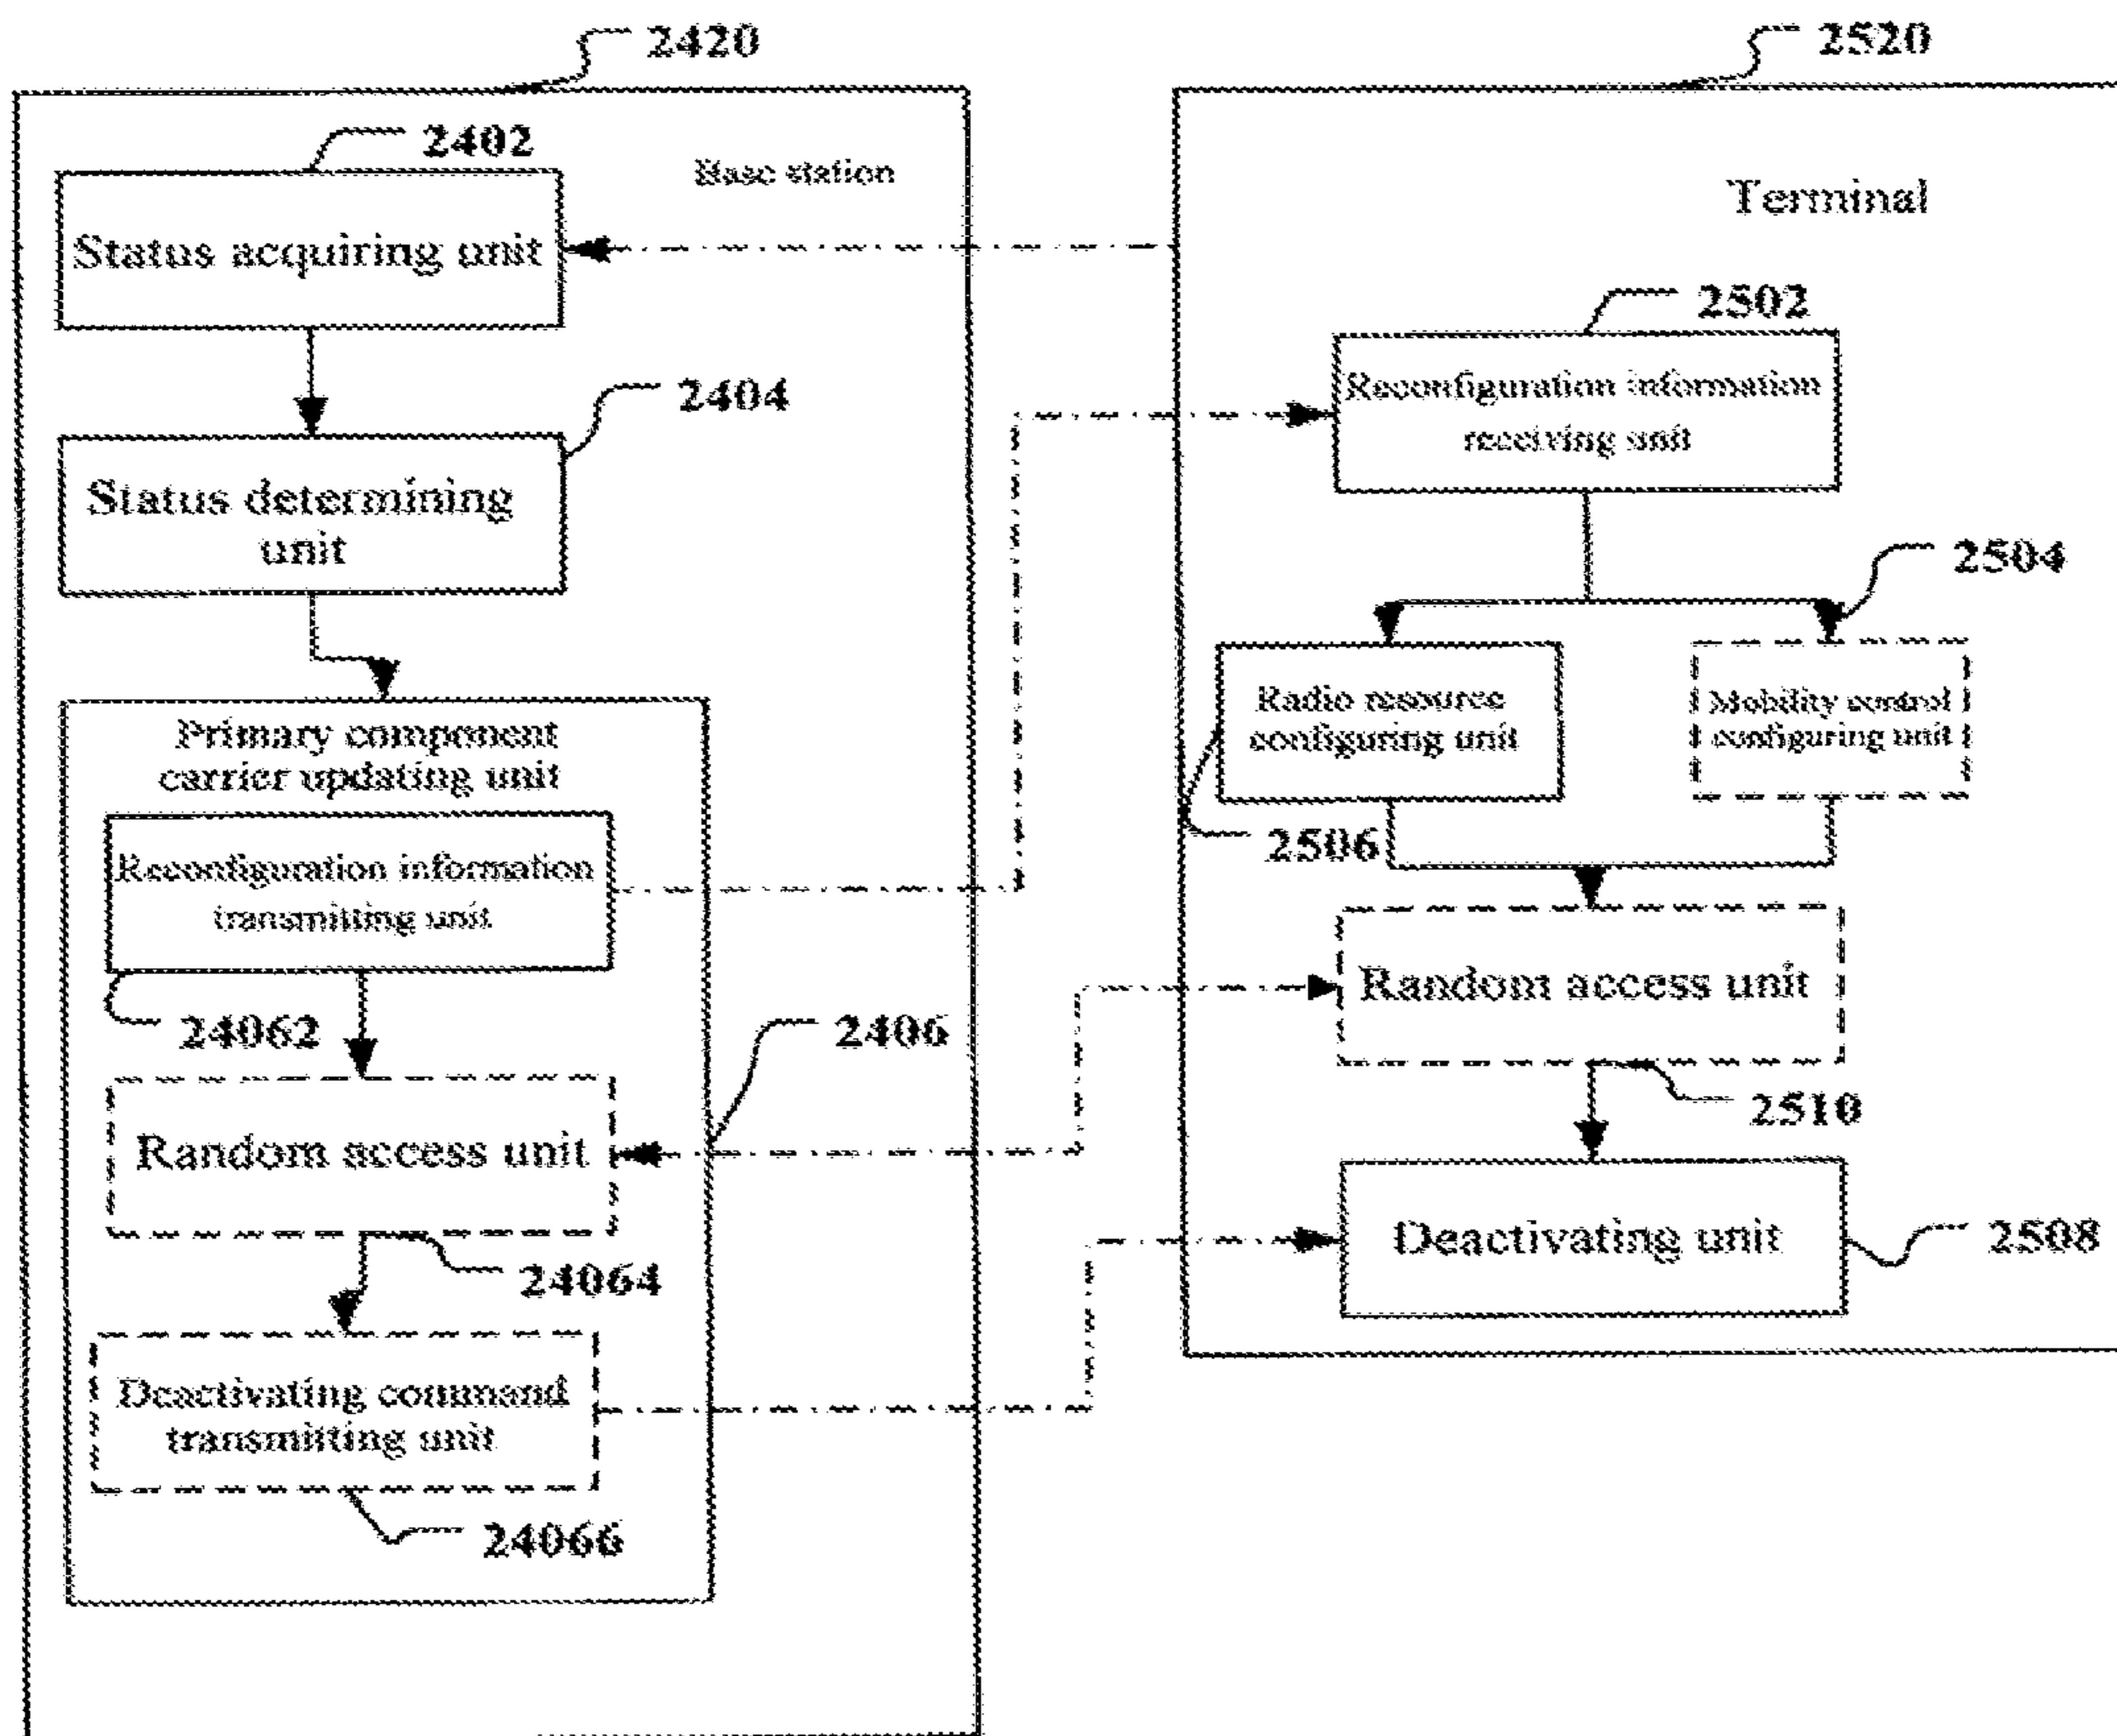 2420
2402
Base station
Status acquiring unit
2404
Status determining
unit
Primary component
carrier updating unit
Reconfiguration information
transmitting unit
24062
2406
Random access unit
24064
Deactivating command
transmitting unit
24066
2520
Terminal
2502
Reconfiguration information
receiving unit
2504
Radio resource
configuring unit
Mobility control
configuring unit
2506
Random access unit
2510
Deactivating unit
2508